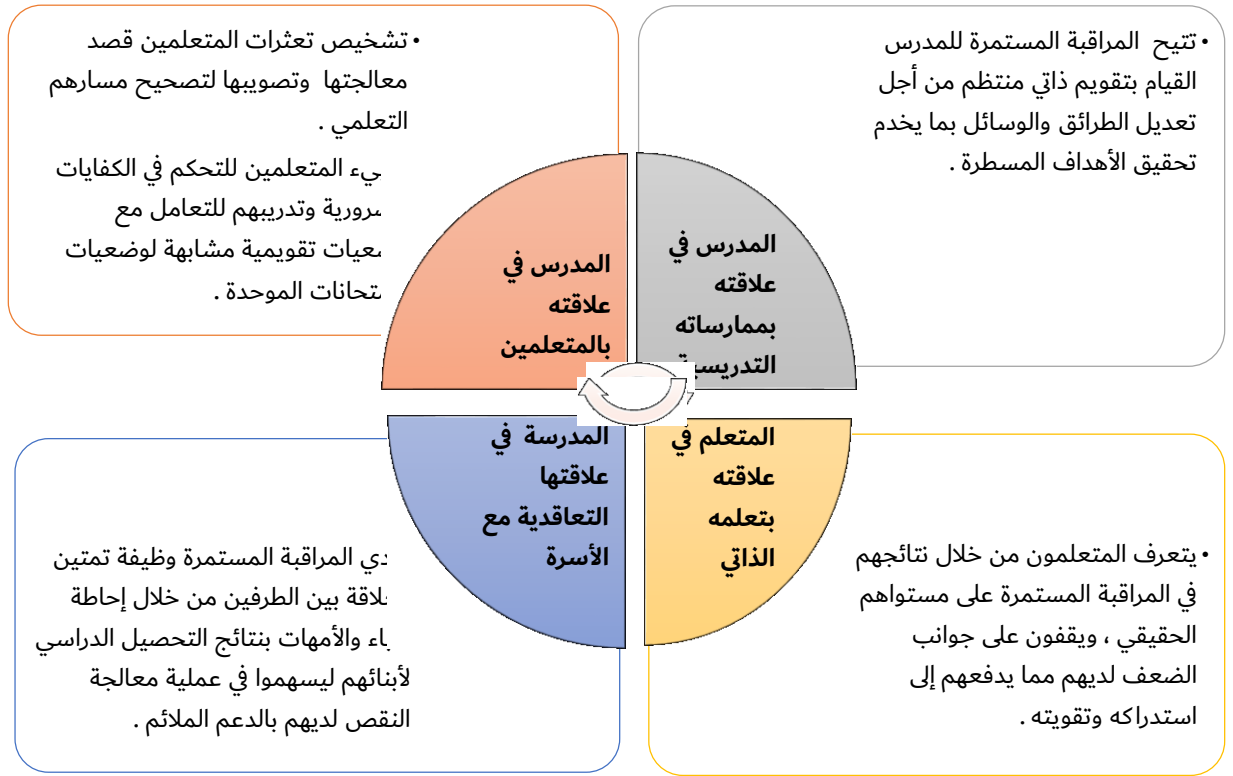 • تتيح المراقبة المستمرة للمدرس
القيام بتقويم ذاتي منتظم من أجل
تعديل الطرائق والوسائل بما يخدم
تحقيق الأهداف المسطرة .
المدرس في
علاقته
بممارساته
• تشخيص تعثرات المتعلمين قصد
معالجتها وتصويبها لتصحيح مسارهم
التعلمي .
المتعلمين للتحكم في الكفايات
وتدريبهم للتعامل مع
تقويمية مشابهة لوضعيات
الموحدة .
المدرس في
علاقته
بالمتعلمين
المتعلم في
علاقته
بتعلمه
الذاتي
• يتعرف المتعلمون من خلال نتائجهم
في المراقبة المستمرة على مستواهم
الحقيقي ، ويقفون على جوانب
الضعف لديهم مما يدفعهم إلى
استدراكه وتقويته .
المدرسة في
علاقتها
التعاقدية مع
الأسرة
المراقبة المستمرة وظيفة تمتين
بين الطرفين من خلال إحاطة
والأمهات بنتائج التحصيل الدراسي
لأبنائهم ليسهموا في عملية معالجة
النقص لديهم بالدعم الملائم .